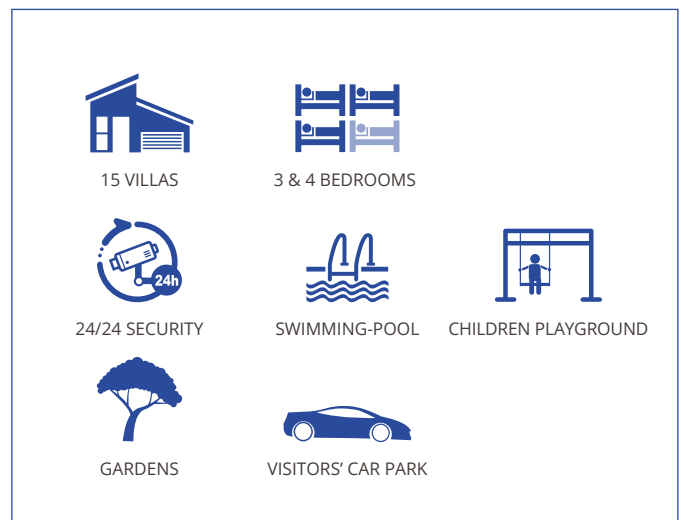 15 VILLAS
3 & 4 BEDROOMS
24h
24/24 SECURITY
SWIMMING-POOL
CHILDREN PLAYGROUND
GARDENS
VISITORS' CAR PARK